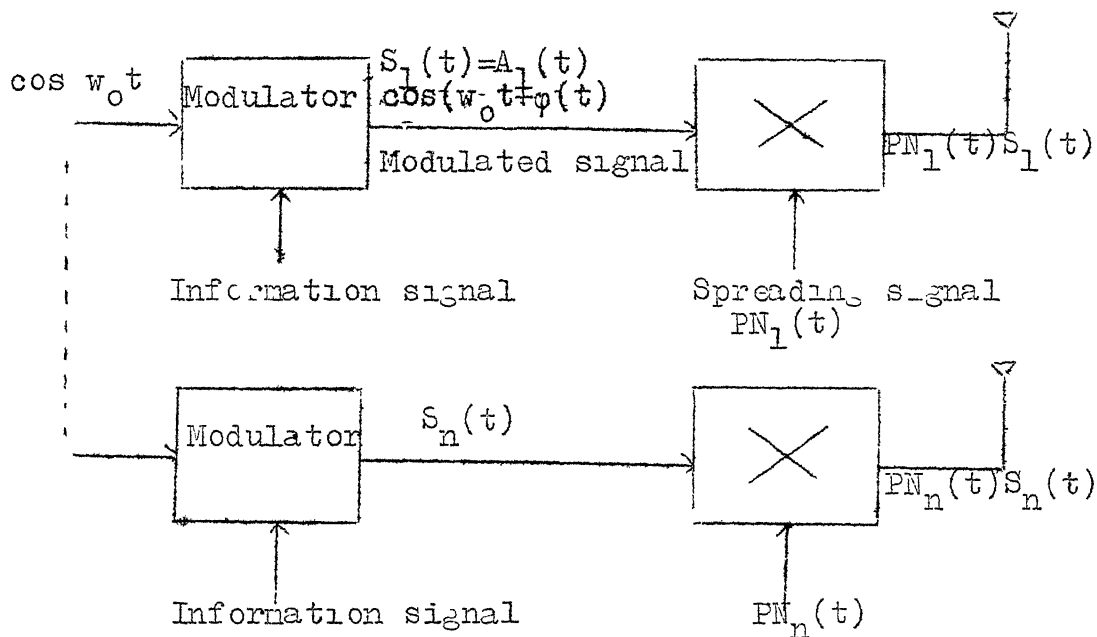 cos w₀t
Modulator
S₁(t)=A₁(t)
cos(w₀t+φ(t)
Modulated signal
PN₁(t)S₁(t)
Information signal
Spreading signal
PN₁(t)
Modulator
Sₙ(t)
PNₙ(t)Sₙ(t)
Information signal
PNₙ(t)